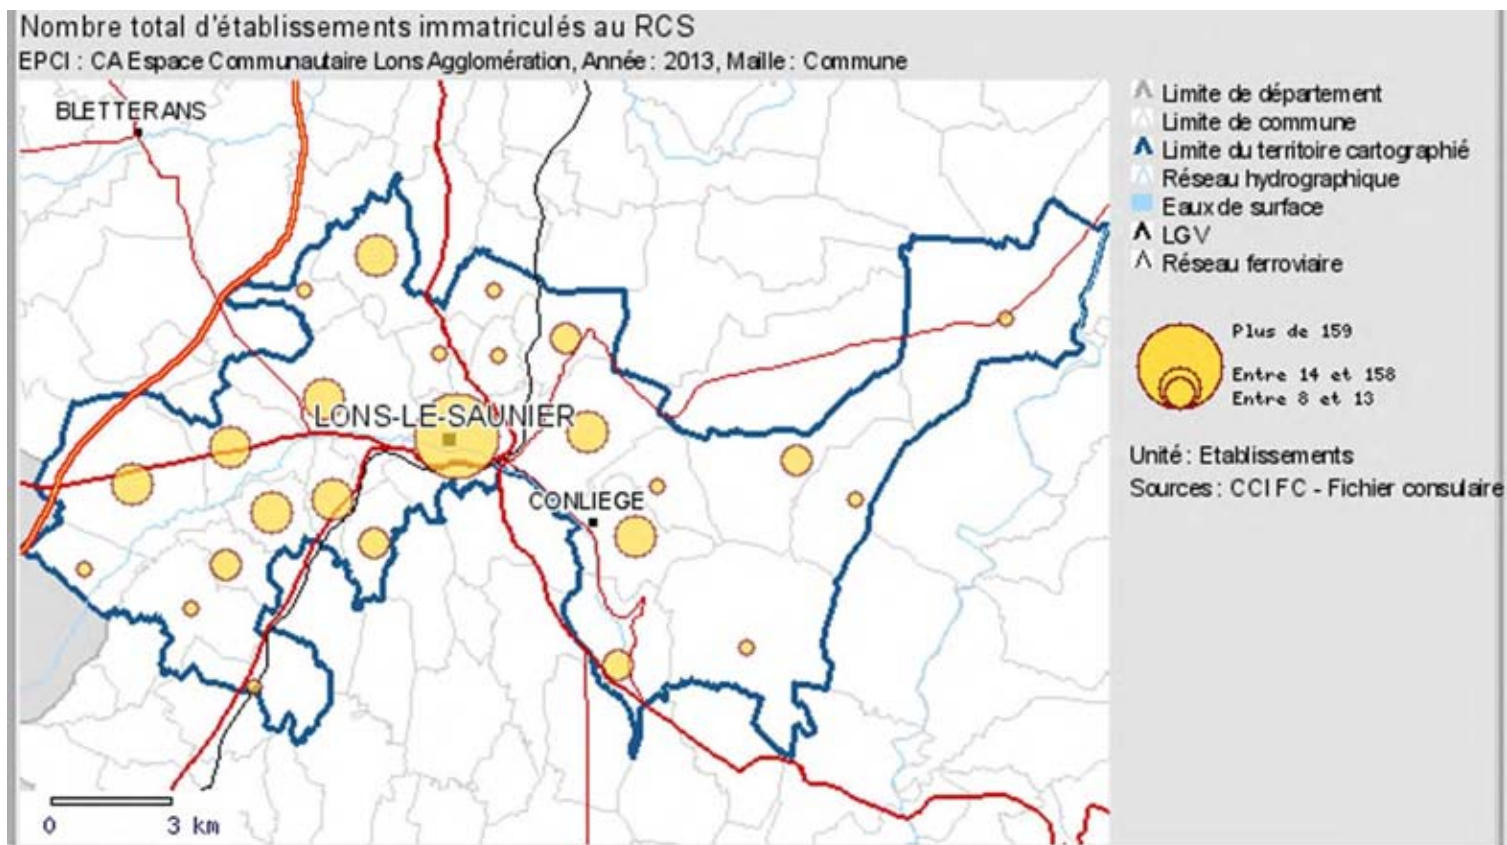 Nombre total d'établissements immatriculés au RCS
EPCI : CA Espace Communautaire Lons Agglomération, Année : 2013, Maille : Commune
BLETTERANS
LONS-LE-SAUNIER
CONLIEGE
0 3 km
Limite de département
Limite de commune
Limite du territoire cartographié
Réseau hydrographique
Eaux de surface
LGV
Réseau ferroviaire
Plus de 159
Entre 14 et 158
Entre 8 et 13
Unité : Etablissements
Sources : CCI FC - Fichier consulaire